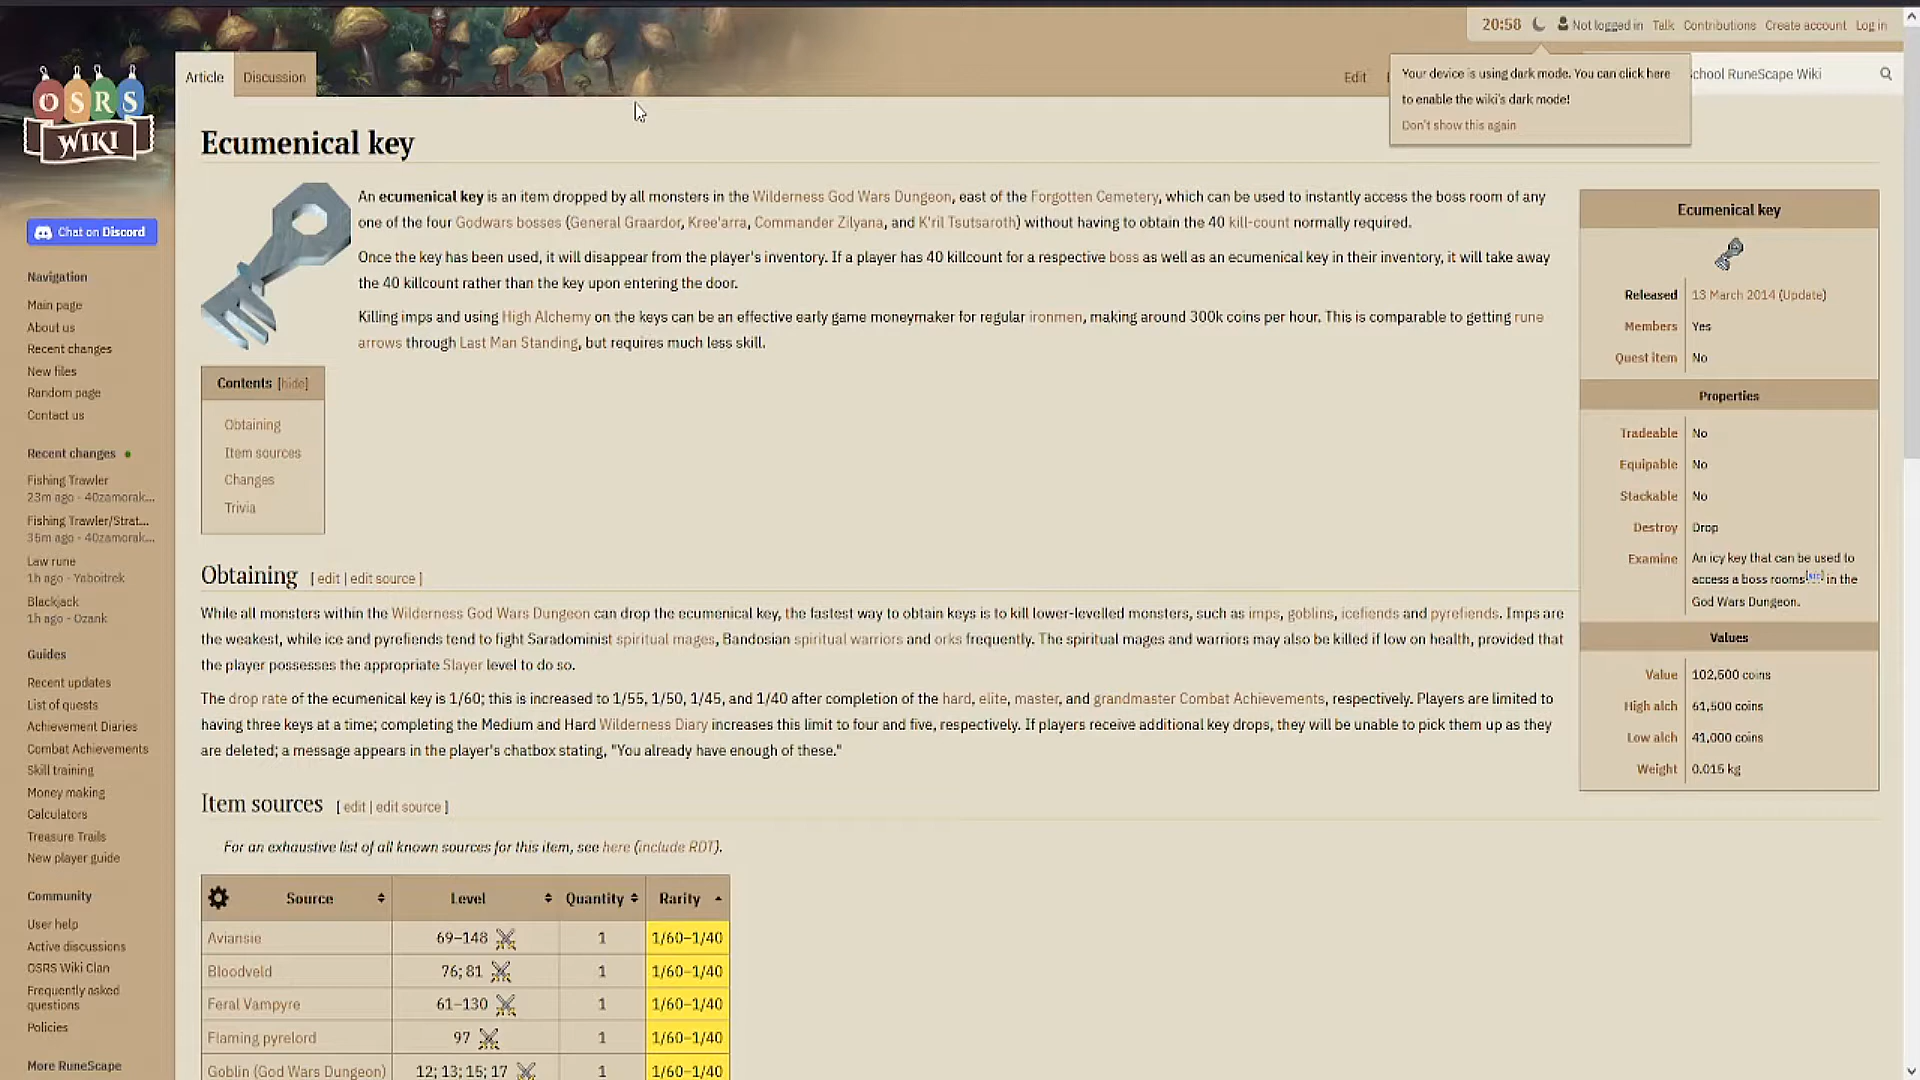 20:58 Not logged in Talk Contributions Create account Log in
Article Discussion Edit
chool RuneScape Wiki
Your device is using dark mode. You can click here
to enable the wiki's dark mode!
Don't show this again
OSRS
WIKI
Chat on Discord
Navigation
Main page
About us
Recent changes
New files
Random page
Contact us
Recent changes
Fishing Trawler
23m ago - 40zamorak...
Fishing Trawler/Strat...
35m ago - 40zamorak...
Law rune
1h ago - Yaboitrek
Blackjack
1h ago - Ozank
Guides
Recent updates
List of quests
Achievement Diaries
Combat Achievements
Skill training
Money making
Calculators
Treasure Trails
New player guide
Community
User help
Active discussions
OSRS Wiki Clan
Frequently asked
questions
Policies
More RuneScape
Ecumenical key
An ecumenical key is an item dropped by all monsters in the Wilderness God Wars Dungeon, east of the Forgotten Cemetery, which can be used to instantly access the boss room of any
one of the four Godwars bosses (General Graardor, Kree'arra, Commander Zilyana, and K'ril Tsutsaroth) without having to obtain the 40 kill-count normally required.
Once the key has been used, it will disappear from the player's inventory. If a player has 40 killcount for a respective boss as well as an ecumenical key in their inventory, it will take away
the 40 killcount rather than the key upon entering the door.
Killing imps and using High Alchemy on the keys can be an effective early game moneymaker for regular ironmen, making around 300k coins per hour. This is comparable to getting rune
arrows through Last Man Standing, but requires much less skill.
Contents [hide]
Obtaining
Item sources
Changes
Trivia
Obtaining [ edit | edit source ]
While all monsters within the Wilderness God Wars Dungeon can drop the ecumenical key, the fastest way to obtain keys is to kill lower-levelled monsters, such as imps, goblins, icefiends and pyrefiends. Imps are
the weakest, while ice and pyrefiends tend to fight Saradominist spiritual mages, Bandosian spiritual warriors and orks frequently. The spiritual mages and warriors may also be killed if low on health, provided that
the player possesses the appropriate Slayer level to do so.
The drop rate of the ecumenical key is 1/60; this is increased to 1/55, 1/50, 1/45, and 1/40 after completion of the hard, elite, master, and grandmaster Combat Achievements, respectively. Players are limited to
having three keys at a time; completing the Medium and Hard Wilderness Diary increases this limit to four and five, respectively. If players receive additional key drops, they will be unable to pick them up as they
are deleted; a message appears in the player's chatbox stating, "You already have enough of these."
Item sources [ edit | edit source ]
For an exhaustive list of all known sources for this item, see here (include RDT).
Source Level Quantity Rarity
Aviansie 69–148 1 1/60–1/40
Bloodveld 76; 81 1 1/60–1/40
Feral Vampyre 61–130 1 1/60–1/40
Flaming pyrelord 97 1 1/60–1/40
Goblin (God Wars Dungeon) 12; 13; 15; 17 1 1/60–1/40
Ecumenical key
Released 13 March 2014 (Update)
Members Yes
Quest item No
Properties
Tradeable No
Equipable No
Stackable No
Destroy Drop
Examine An icy key that can be used to
access a boss rooms[sic] in the
God Wars Dungeon.
Values
Value 102,500 coins
High alch 61,500 coins
Low alch 41,000 coins
Weight 0.015 kg